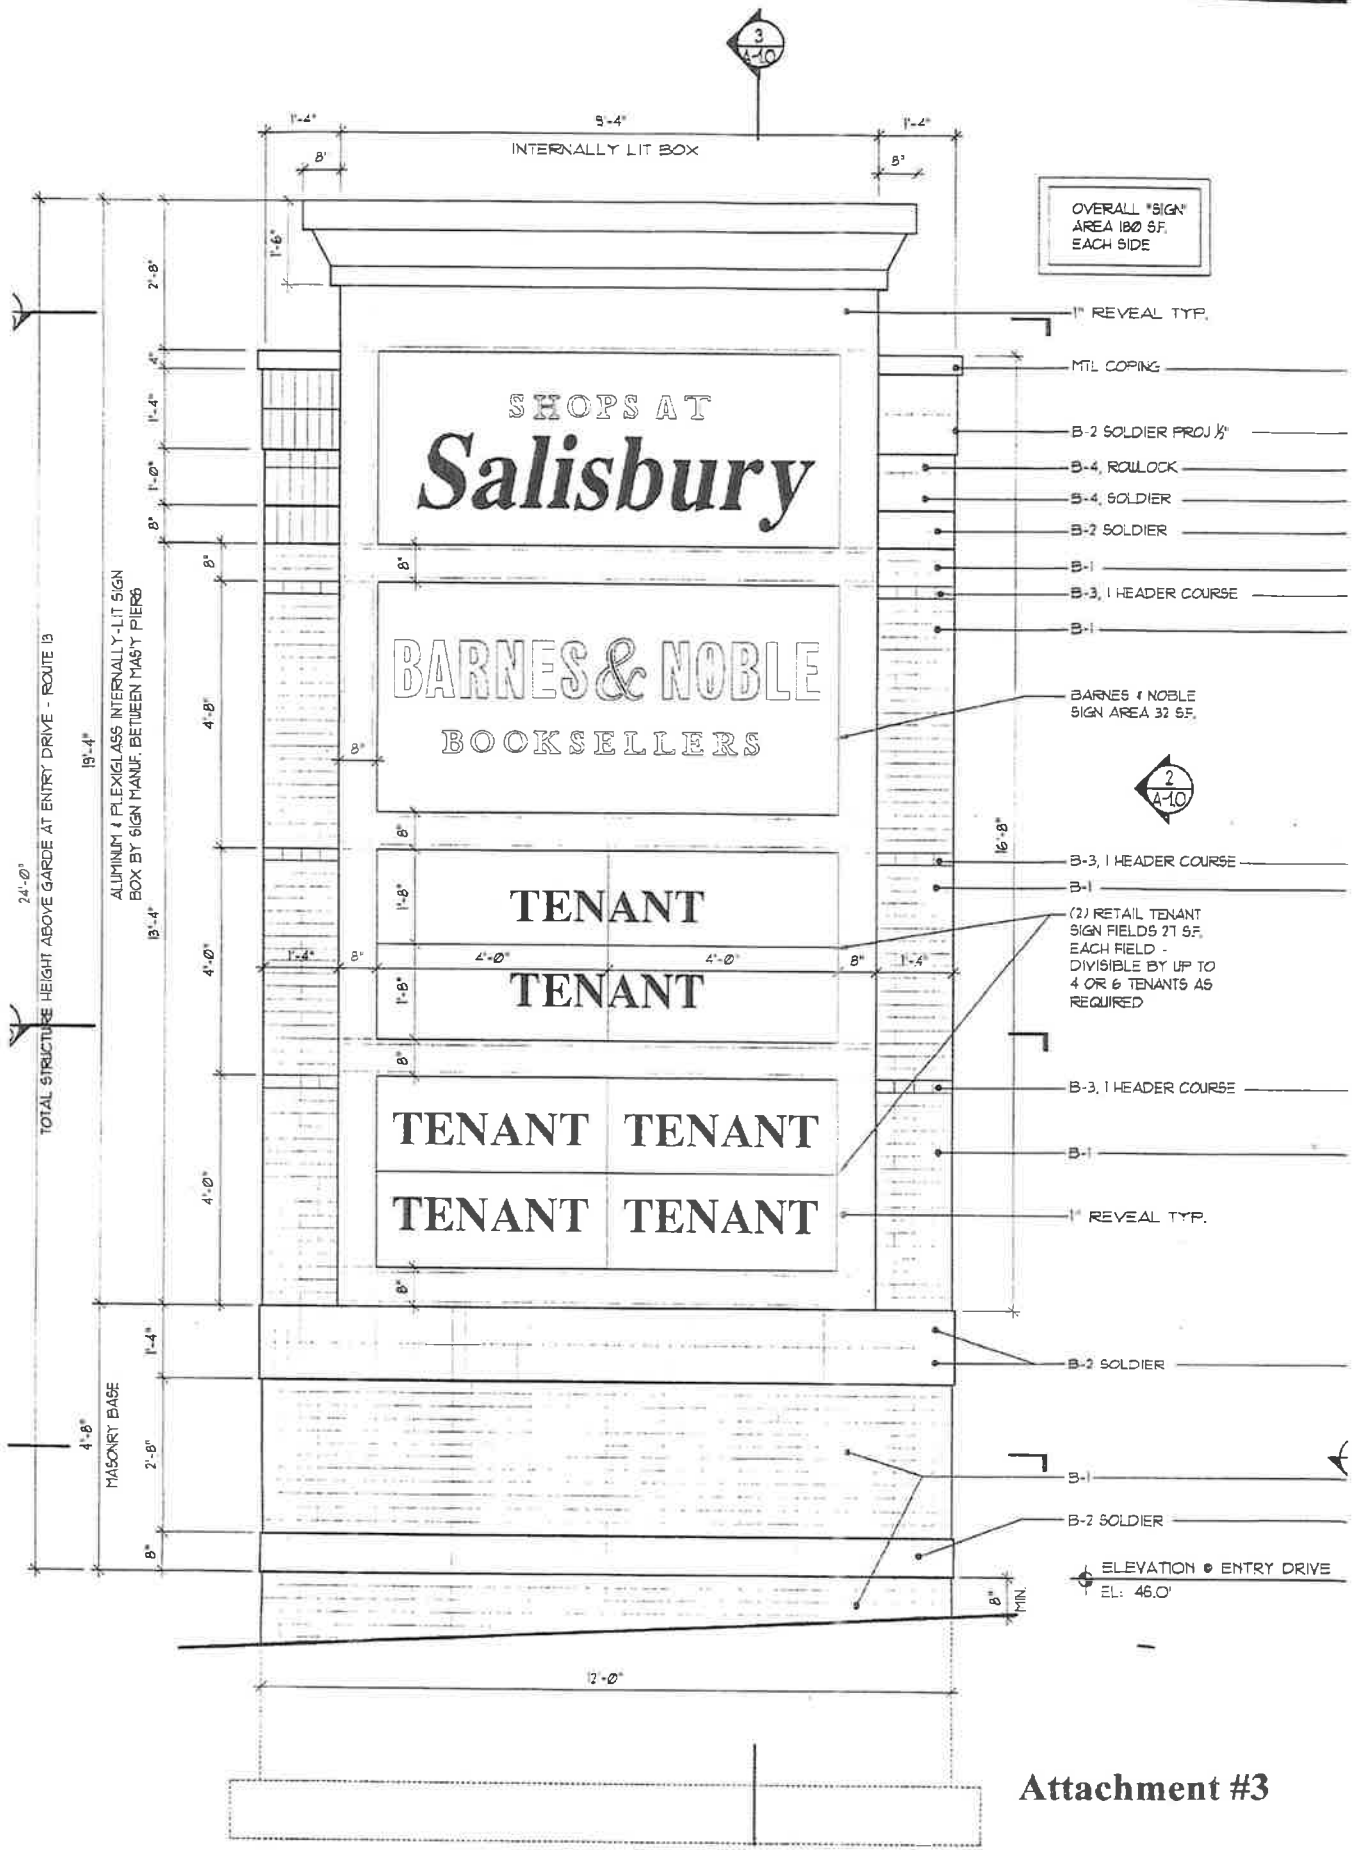 3
A-1.0
1'-4"
9'-4"
1'-4"
INTERNALLY LIT BOX
8"
8"
OVERALL "SIGN"
AREA 180 SF.
EACH SIDE
1'-6"
2'-8"
1" REVEAL TYP.
4"
MTL COPING
SHOPS AT
Salisbury
1'-4"
B-2 SOLDIER PROJ ½"
B-4, ROWLOCK
1'-0"
B-4, SOLDIER
8"
B-2 SOLDIER
8"
8"
B-1
B-3, 1 HEADER COURSE
B-1
BARNES & NOBLE
BOOKSELLERS
4'-8"
8"
BARNES & NOBLE
SIGN AREA 32 SF.
24'-0"
TOTAL STRUCTURE HEIGHT ABOVE GARDE AT ENTRY DRIVE - ROUTE 13
19'-4"
ALUMINUM & PLEXIGLASS INTERNALLY-LIT SIGN
BOX BY SIGN MANUF. BETWEEN MAS'Y PIERS
13'-4"
2
A-1.0
8"
16'-8"
B-3, 1 HEADER COURSE
B-1
1'-8"
TENANT
(2) RETAIL TENANT
SIGN FIELDS 27 SF.
EACH FIELD -
DIVISIBLE BY UP TO
4 OR 6 TENANTS AS
REQUIRED
4'-0"
1'-4"
8"
4'-0"
4'-0"
8"
1'-4"
1'-8"
TENANT
8"
B-3, 1 HEADER COURSE
TENANT TENANT
B-1
4'-0"
TENANT TENANT
1" REVEAL TYP.
8"
1'-4"
B-2 SOLDIER
4'-8"
MASONRY BASE
2'-8"
B-1
B-2 SOLDIER
8"
ELEVATION @ ENTRY DRIVE
EL: 46.0'
8"
MIN.
12'-0"
Attachment #3